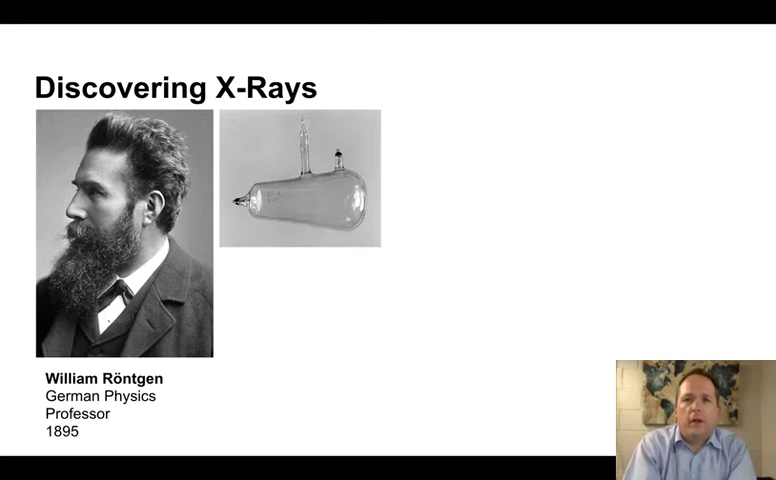 Discovering X-Rays
William Röntgen
German Physics
Professor
1895